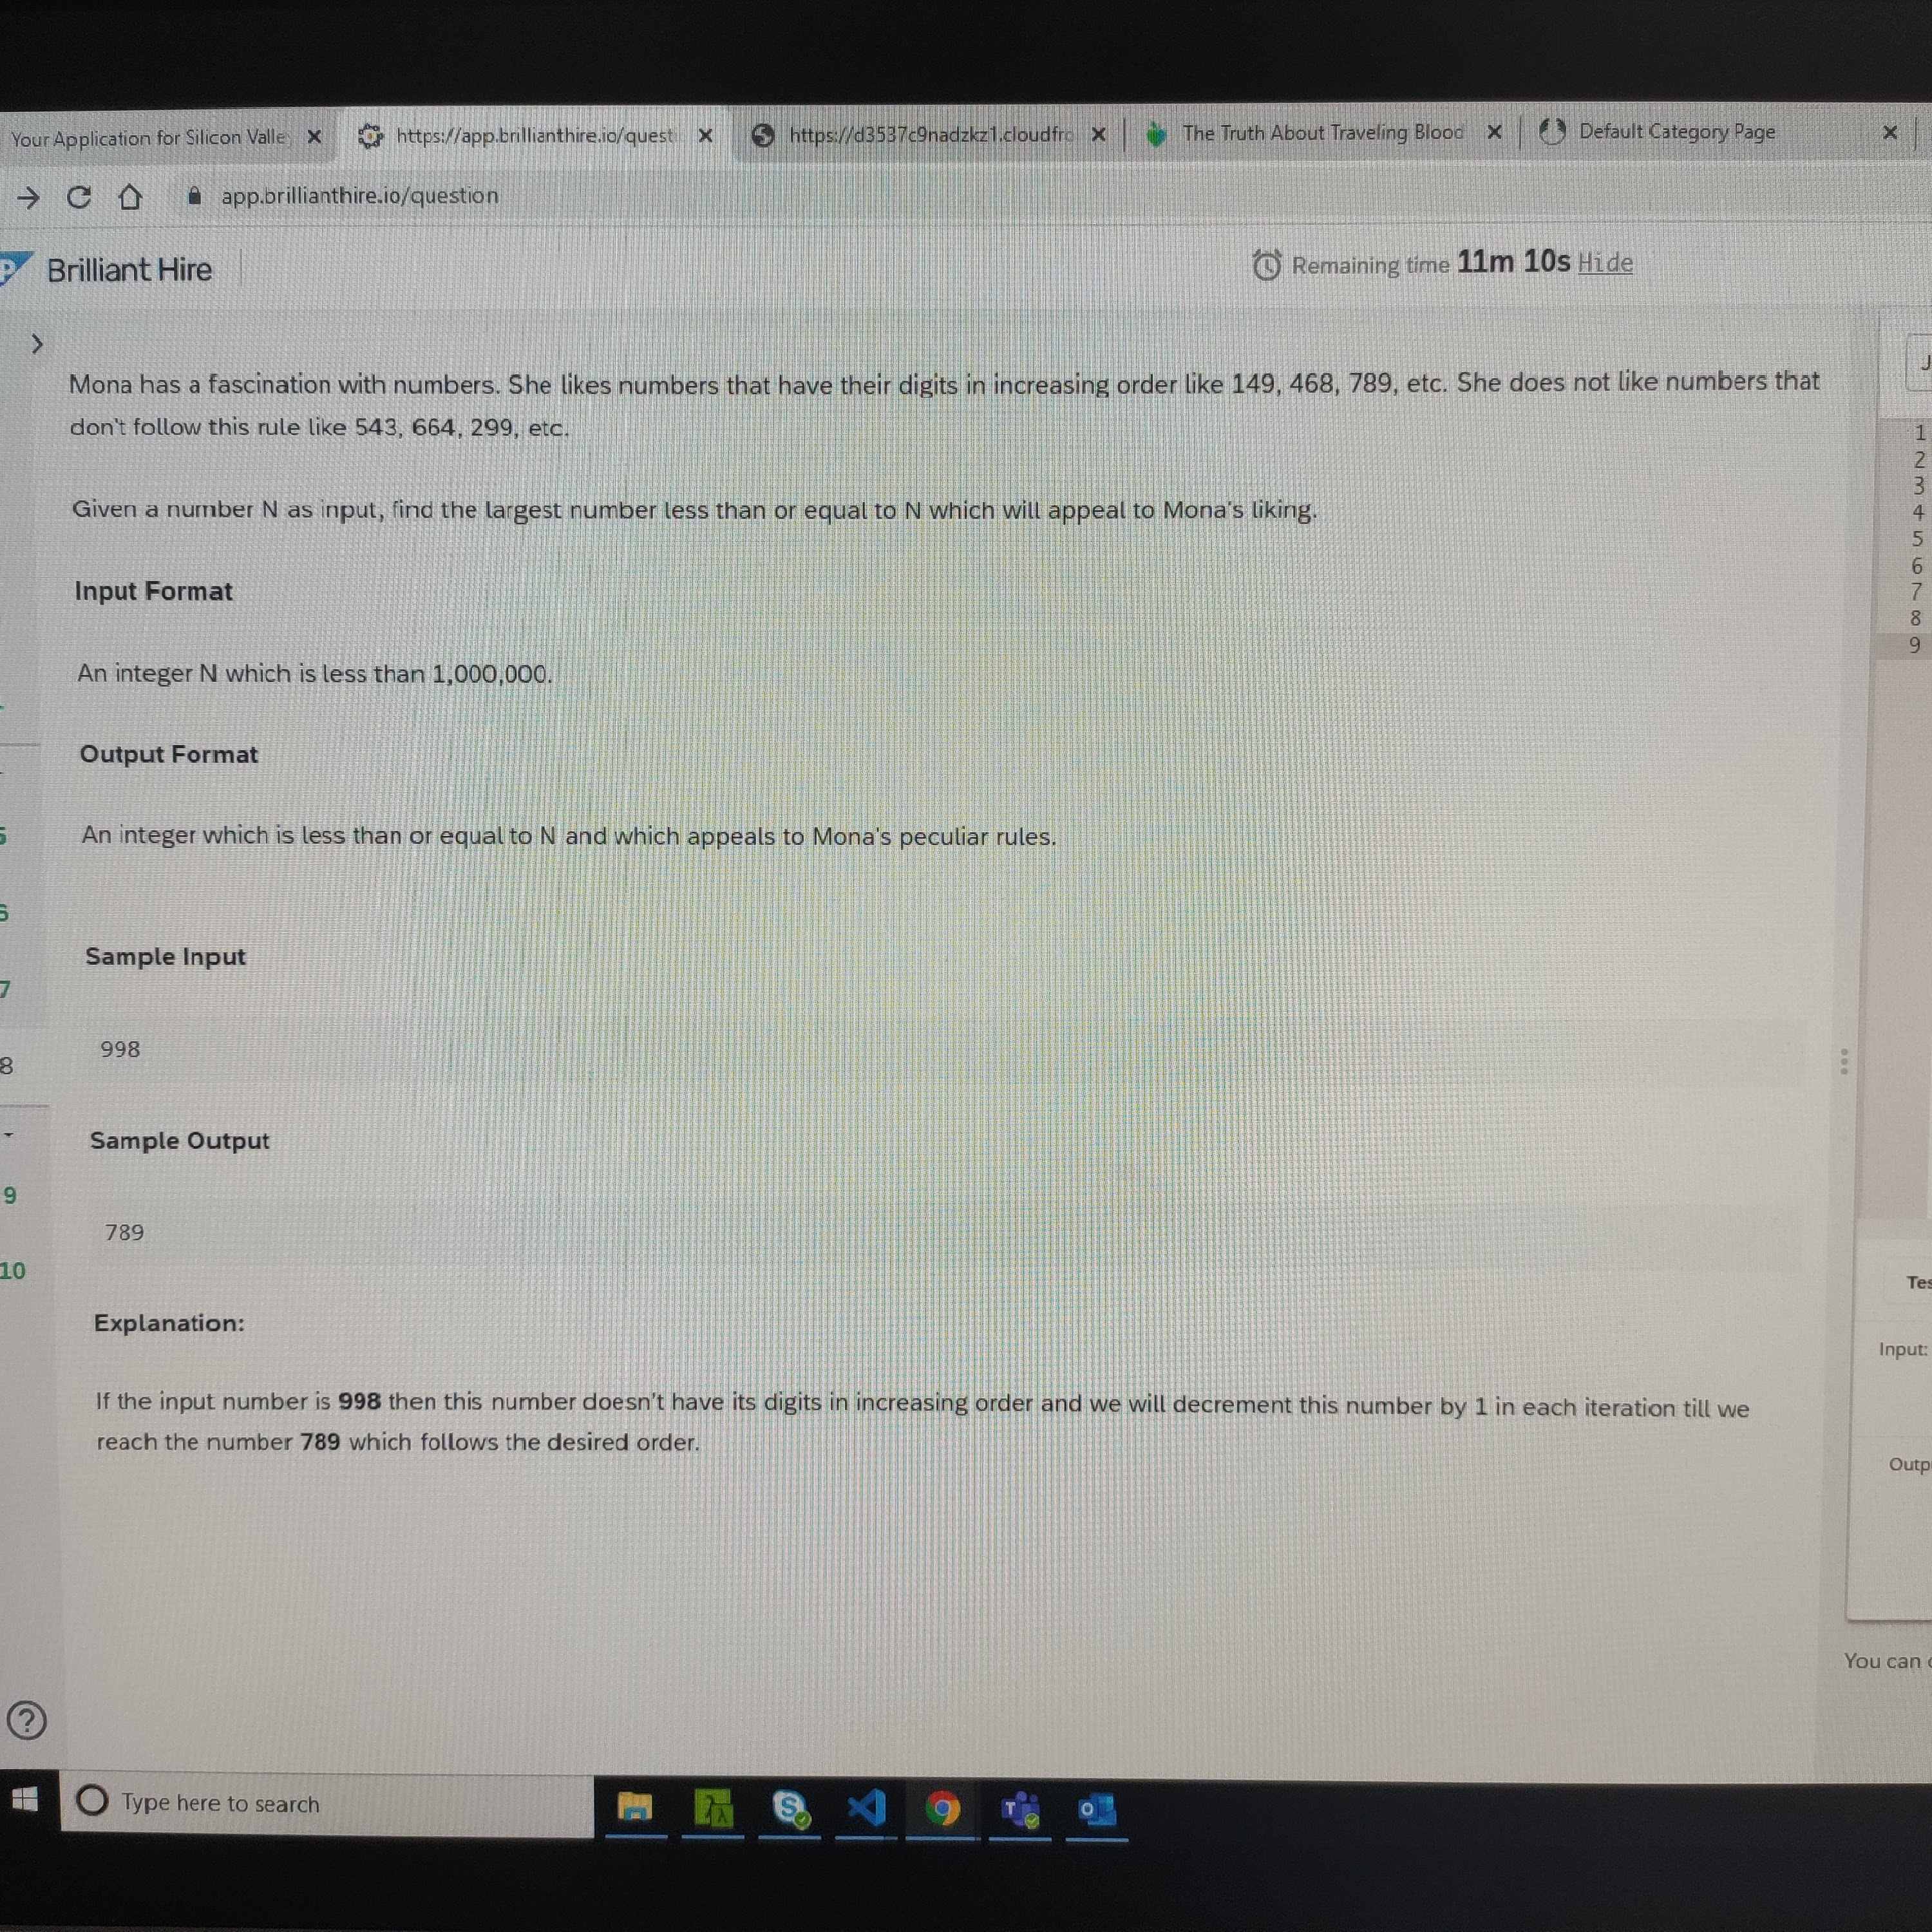 Your Application for Silicon Valle
https://app.brillianthire.io/quest
https://d3537c9nadzkz1.cloudfro
The Truth About Traveling Blood
Default Category Page
app.brillianthire.io/question
Brilliant Hire
Remaining time 11m 10s Hide
Mona has a fascination with numbers. She likes numbers that have their digits in increasing order like 149, 468, 789, etc. She does not like numbers that
don't follow this rule like 543, 664, 299, etc.
Given a number N as input, find the largest number less than or equal to N which will appeal to Mona's liking.
Input Format
An integer N which is less than 1,000,000.
Output Format
An integer which is less than or equal to N and which appeals to Mona's peculiar rules.
Sample Input
998
Sample Output
789
Explanation:
If the input number is 998 then this number doesn't have its digits in increasing order and we will decrement this number by 1 in each iteration till we
reach the number 789 which follows the desired order.
5
6
7
8
9
10
1
2
3
4
5
6
7
8
9
Tes
Input:
Outp
You can
Type here to search